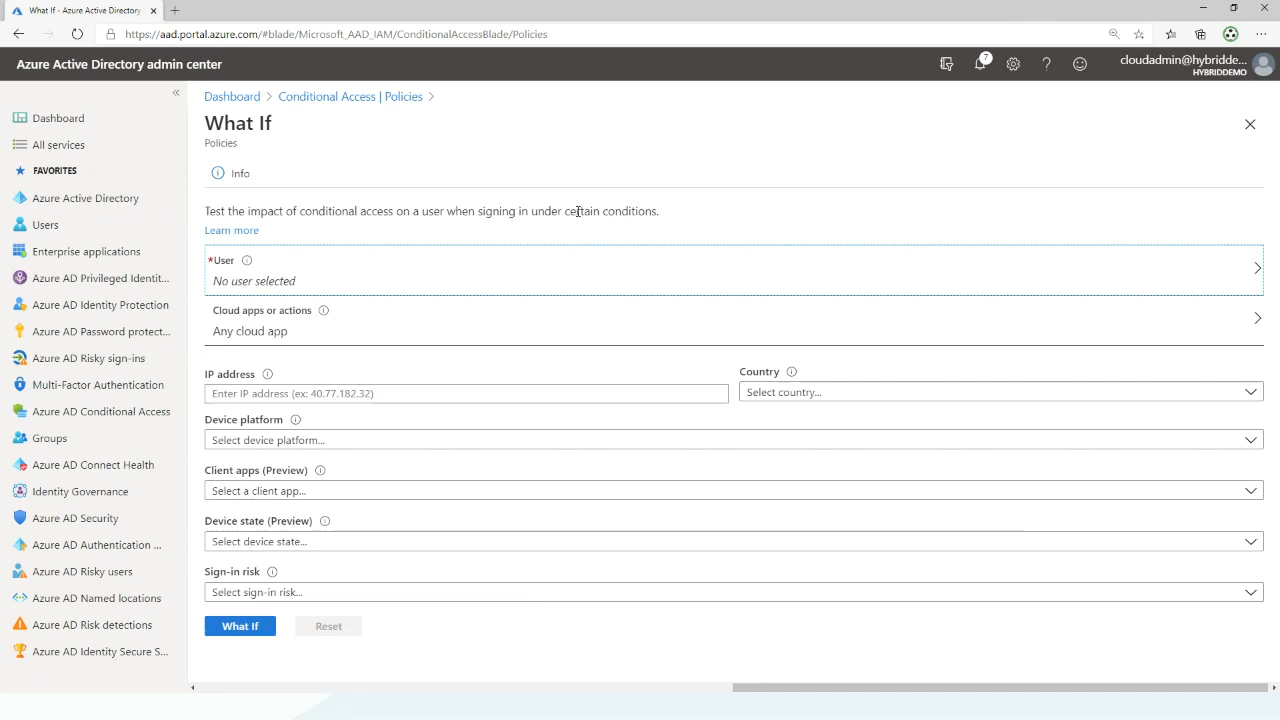 What If - Azure Active Directory
https://aad.portal.azure.com/#blade/Microsoft_AAD_IAM/ConditionalAccessBlade/Policies
Azure Active Directory admin center
7
cloudadmin@hybridde...
HYBRIDDEMO
Dashboard
All services
FAVORITES
Azure Active Directory
Users
Enterprise applications
Azure AD Privileged Identit...
Azure AD Identity Protection
Azure AD Password protect...
Azure AD Risky sign-ins
Multi-Factor Authentication
Azure AD Conditional Access
Groups
Azure AD Connect Health
Identity Governance
Azure AD Security
Azure AD Authentication ...
Azure AD Risky users
Azure AD Named locations
Azure AD Risk detections
Azure AD Identity Secure S...
Dashboard > Conditional Access | Policies >
What If
Policies
Info
Test the impact of conditional access on a user when signing in under certain conditions.
Learn more
*User
No user selected
Cloud apps or actions
Any cloud app
IP address
Enter IP address (ex: 40.77.182.32)
Country
Select country...
Device platform
Select device platform...
Client apps (Preview)
Select a client app...
Device state (Preview)
Select device state...
Sign-in risk
Select sign-in risk...
What If
Reset